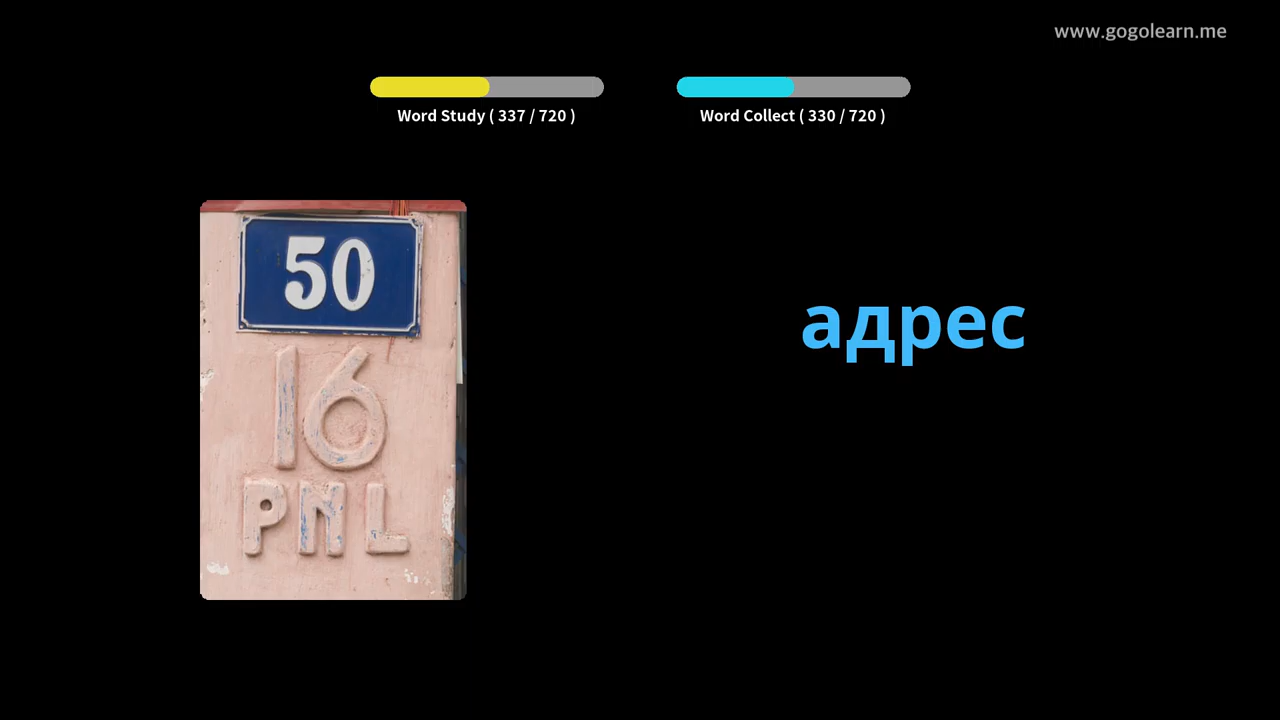 www.gogolearn.me
Word Study ( 337 / 720 )
Word Collect ( 330 / 720 )
50
16
PNL
адрес